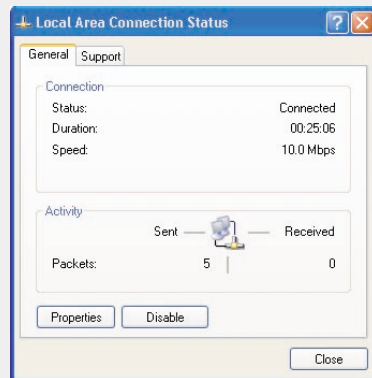 Local Area Connection Status
General Support
Connection
Status: Connected
Duration: 00:25:06
Speed: 10.0 Mbps
Activity
Sent Received
Packets: 5 0
Properties Disable
Close